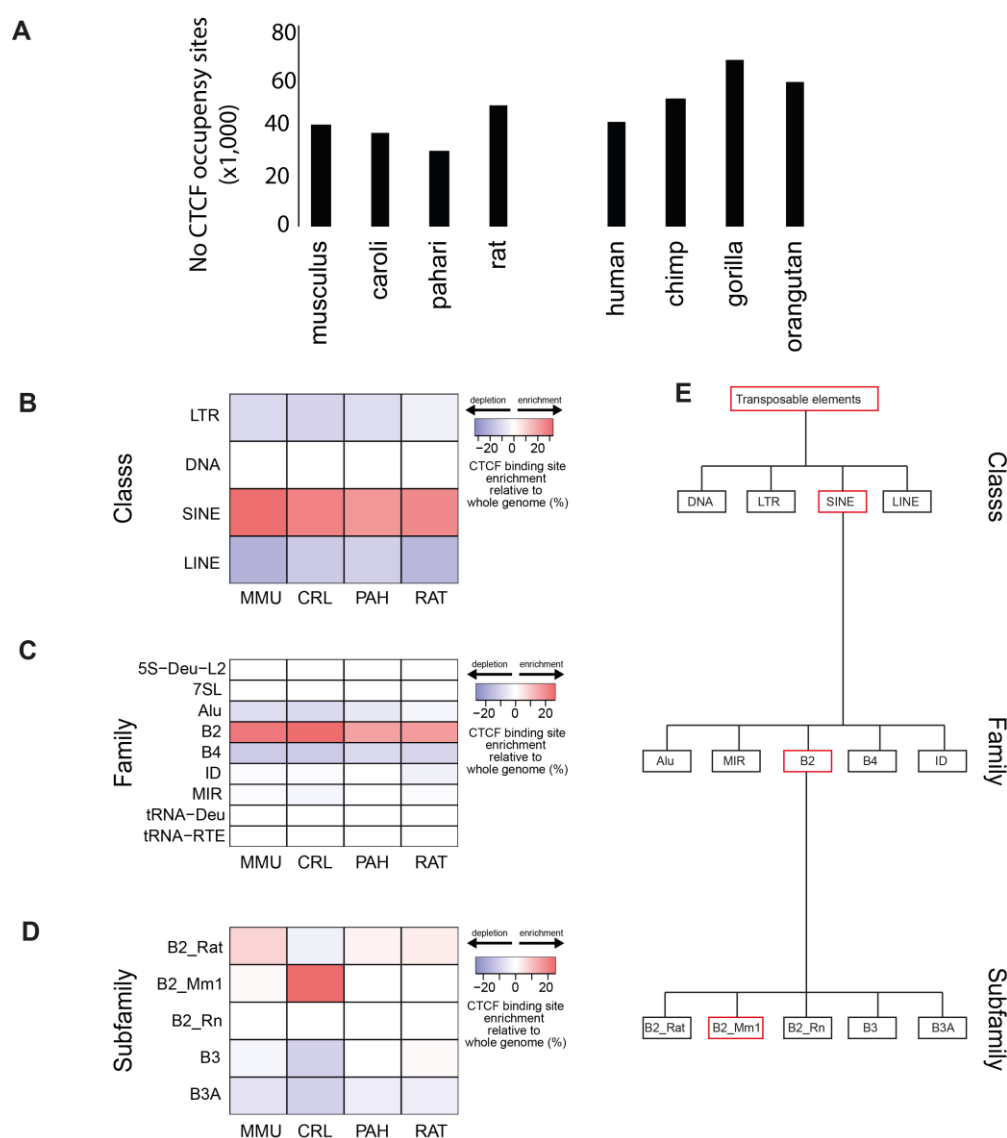 A
No CTCF occupensy sites
(x1,000)
80
60
40
20
0
musculus
caroli
pahari
rat
human
chimp
gorilla
orangutan
B
Classs
LTR
DNA
SINE
LINE
MMU CRL PAH RAT
depletion enrichment
−20 0 20
CTCF binding site
enrichment
relative to
whole genome (%)
C
Family
5S−Deu−L2
7SL
Alu
B2
B4
ID
MIR
tRNA−Deu
tRNA−RTE
MMU CRL PAH RAT
depletion enrichment
−20 0 20
CTCF binding site
enrichment
relative to
whole genome (%)
D
Subfamily
B2_Rat
B2_Mm1
B2_Rn
B3
B3A
MMU CRL PAH RAT
depletion enrichment
−20 0 20
CTCF binding site
enrichment
relative to
whole genome (%)
E
Transposable elements
DNA LTR SINE LINE
Classs
Alu MIR B2 B4 ID
Family
B2_Rat B2_Mm1 B2_Rn B3 B3A
Subfamily